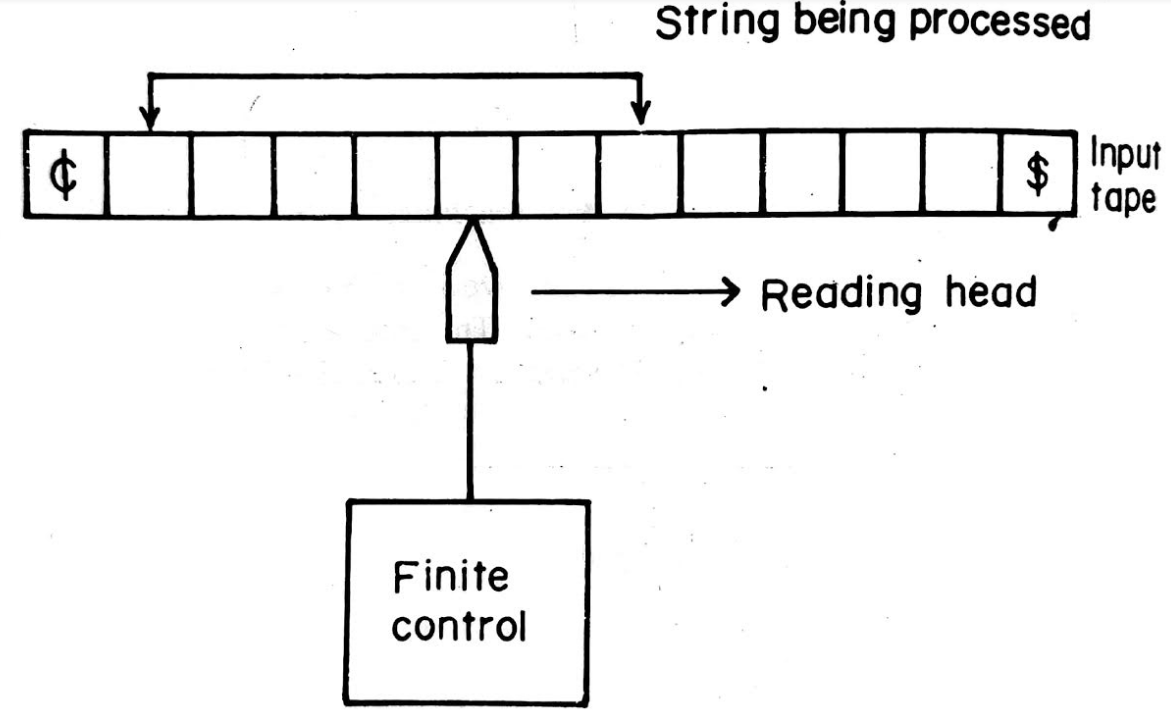 String being processed
¢
$
Input
tape
Reading head
Finite
control